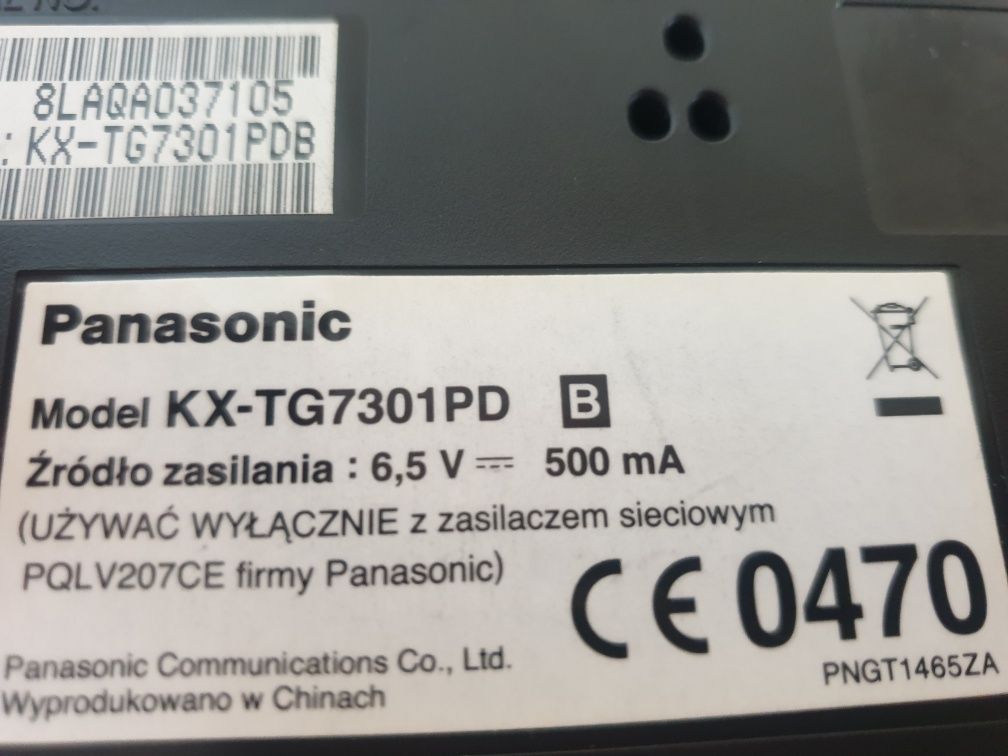 8LAQA037105
: KX-TG7301PDB
Panasonic
Model KX-TG7301PD B
Źródło zasilania : 6,5 V ⎓ 500 mA
(UŻYWAĆ WYŁĄCZNIE z zasilaczem sieciowym
PQLV207CE firmy Panasonic)
CE 0470
Panasonic Communications Co., Ltd.
Wyprodukowano w Chinach
PNGT1465ZA